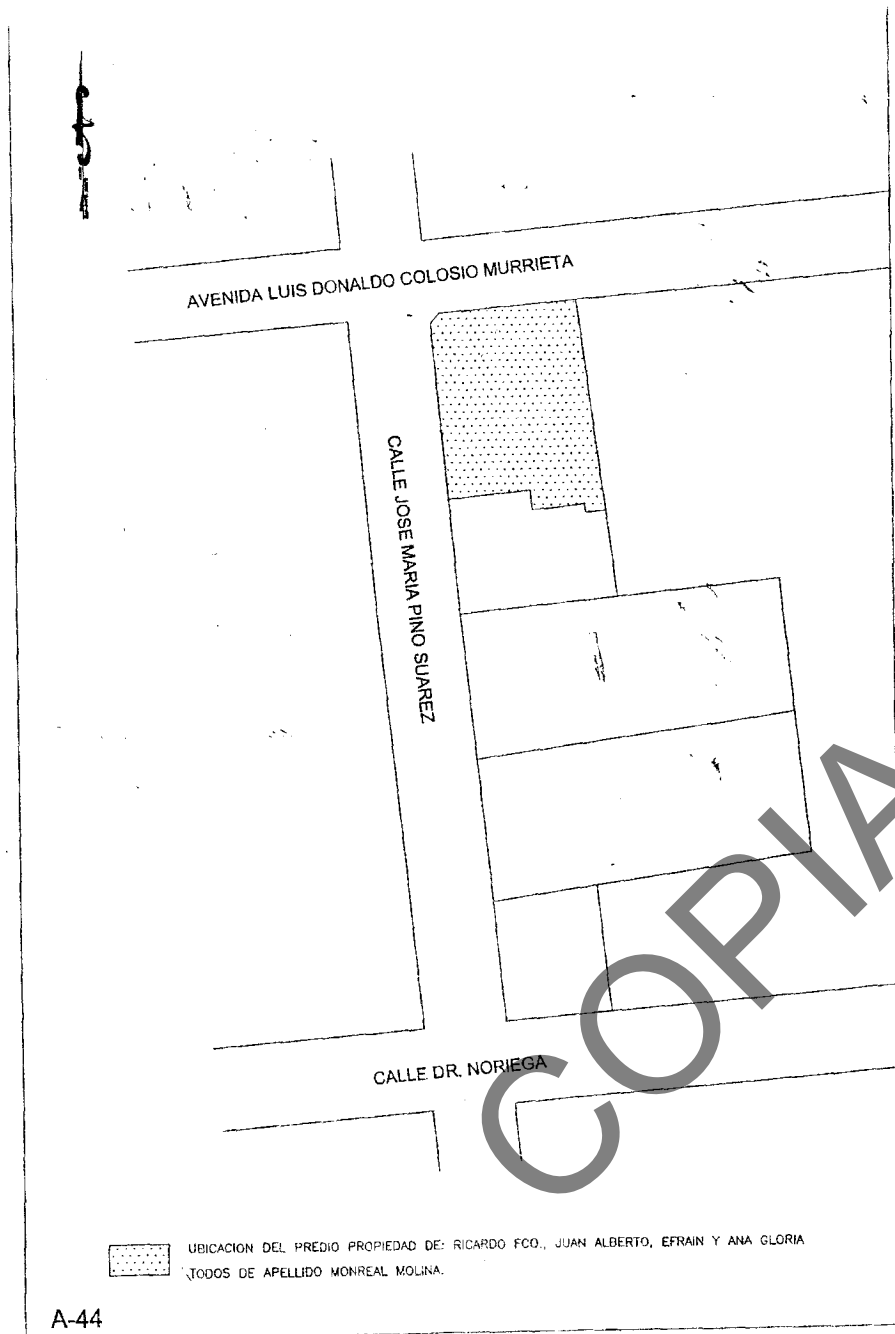 AVENIDA LUIS DONALDO COLOSIO MURRIETA
CALLE JOSE MARIA PINO SUAREZ
CALLE DR. NORIEGA
COPIA
UBICACION DEL PREDIO PROPIEDAD DE: RICARDO FCO., JUAN ALBERTO, EFRAIN Y ANA GLORIA
TODOS DE APELLIDO MONREAL MOLINA.
A-44